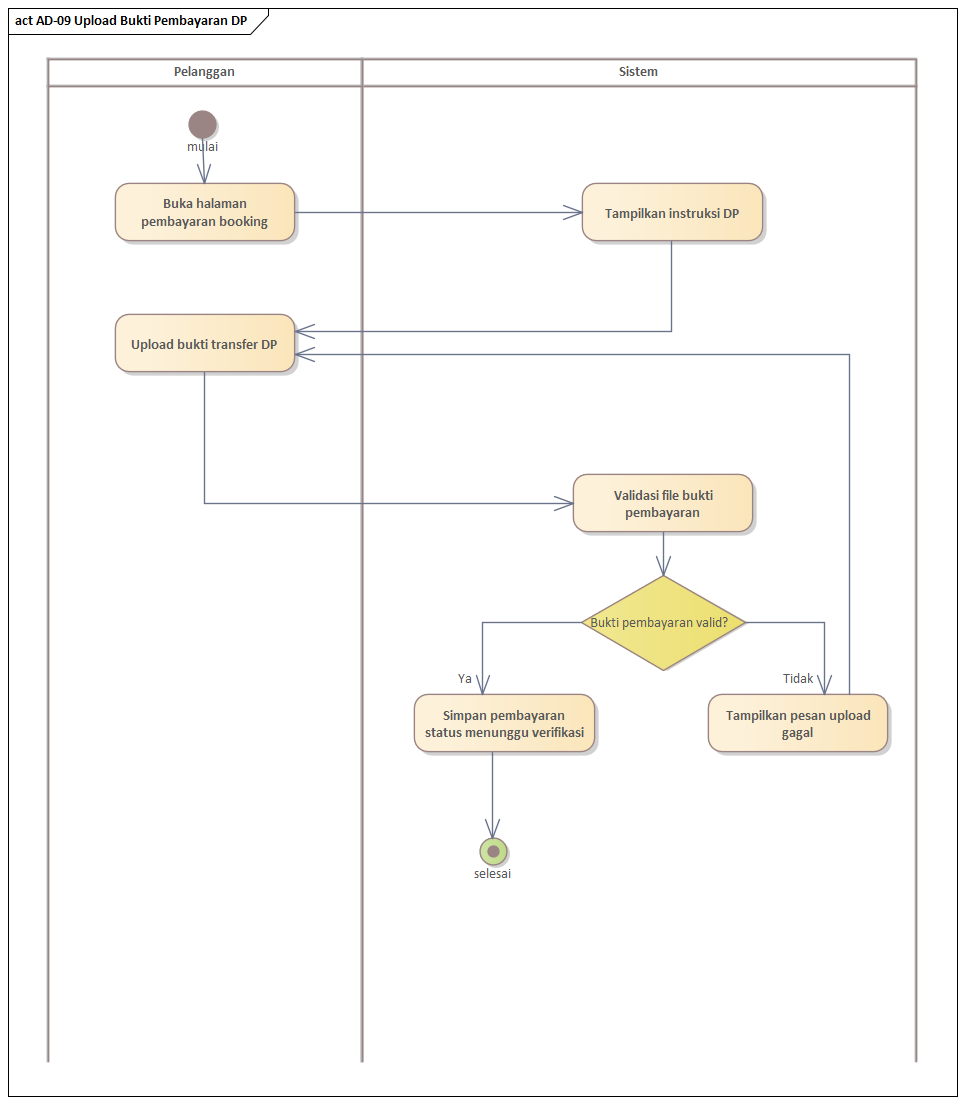 act AD-09 Upload Bukti Pembayaran DP
Pelanggan
Sistem
mulai
Buka halaman
pembayaran booking
Tampilkan instruksi DP
Upload bukti transfer DP
Validasi file bukti
pembayaran
Bukti pembayaran valid?
Ya
Tidak
Simpan pembayaran
status menunggu verifikasi
Tampilkan pesan upload
gagal
selesai